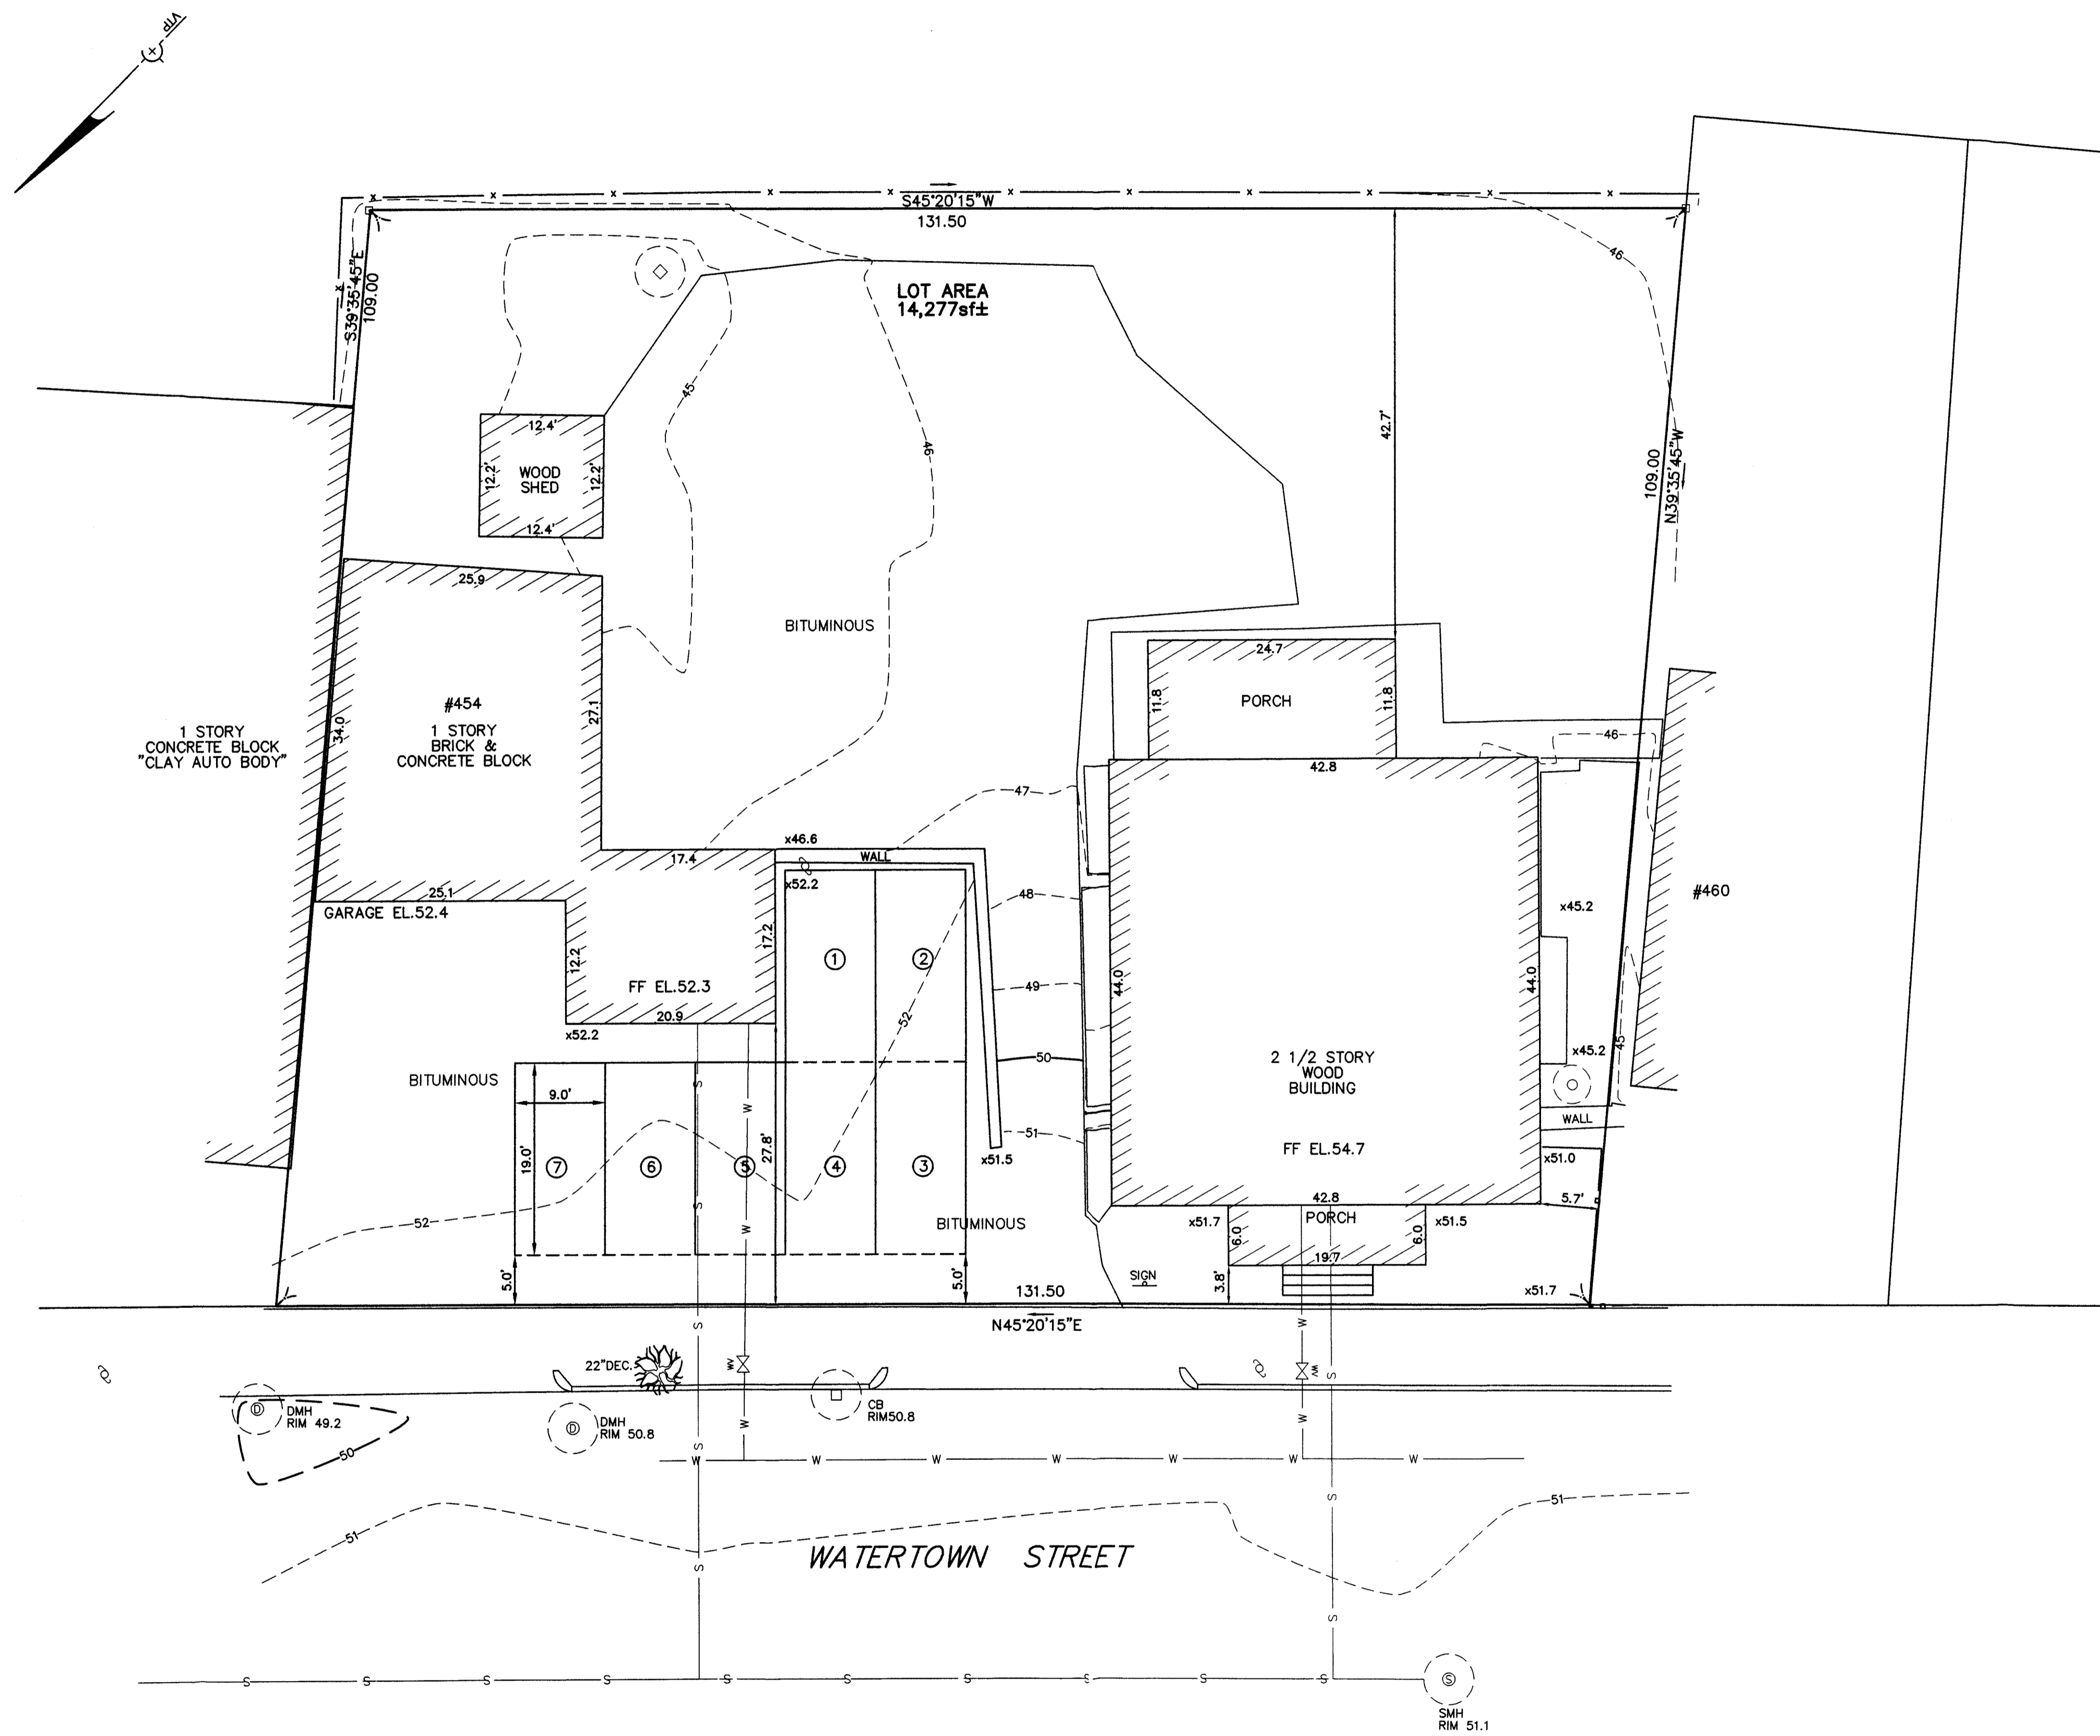 VTP
S45°20'15"W
131.50
S39°35'45"E
109.00
LOT AREA
14,277sf±
46
45
46
42.7'
109.00
N39°35'45"W
12.4'
12.2'
WOOD
SHED
12.2'
12.4'
25.9
BITUMINOUS
24.7
11.8
PORCH
11.8
#454
1 STORY
BRICK &
CONCRETE BLOCK
34.0
27.1
1 STORY
CONCRETE BLOCK
"CLAY AUTO BODY"
46
42.8
47
x46.6
WALL
17.4
x52.2
25.1
GARAGE EL.52.4
48
x45.2
#460
12.2
17.2
1
2
FF EL.52.3
20.9
x52.2
49
52
44.0
44.0
50
2 1/2 STORY
WOOD
BUILDING
x45.2
45
BITUMINOUS
9.0'
19.0'
27.8'
51
WALL
FF EL.54.7
7
6
5
4
3
x51.5
x51.0
52
BITUMINOUS
42.8
5.7'
x51.7
PORCH
x51.5
6.0
6.0
19.7
5.0'
5.0'
SIGN
3.8'
131.50
x51.7
N45°20'15"E
S
S
W
W
S
W
S
22"DEC.
WV
WV
DMH
RIM 49.2
DMH
RIM 50.8
CB
RIM50.8
50
S
W
W
W W W W W W W
S
51
51
WATERTOWN STREET
S
S
S S S S S S S S S S
S
SMH
RIM 51.1
D
D
x x x x x x x x x x x
x